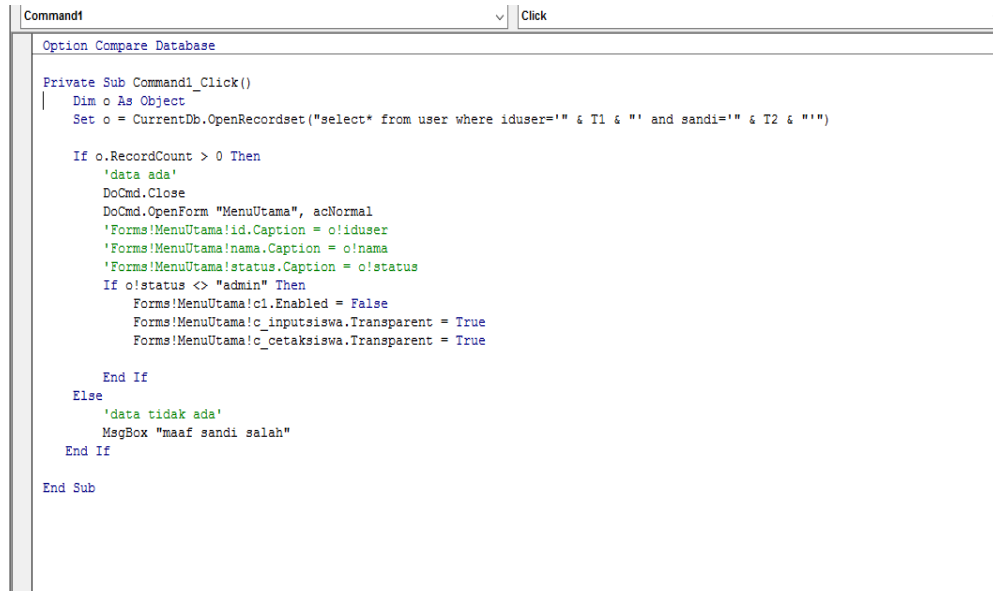 Command1 Click
Option Compare Database
Private Sub Command1_Click()
Dim o As Object
Set o = CurrentDb.OpenRecordset("select* from user where iduser='" & T1 & "' and sandi='" & T2 & "'")
If o.RecordCount > 0 Then
'data ada'
DoCmd.Close
DoCmd.OpenForm "MenuUtama", acNormal
'Forms!MenuUtama!id.Caption = o!iduser
'Forms!MenuUtama!nama.Caption = o!nama
'Forms!MenuUtama!status.Caption = o!status
If o!status <> "admin" Then
Forms!MenuUtama!c1.Enabled = False
Forms!MenuUtama!c_inputsiswa.Transparent = True
Forms!MenuUtama!c_cetaksiswa.Transparent = True
End If
Else
'data tidak ada'
MsgBox "maaf sandi salah"
End If
End Sub